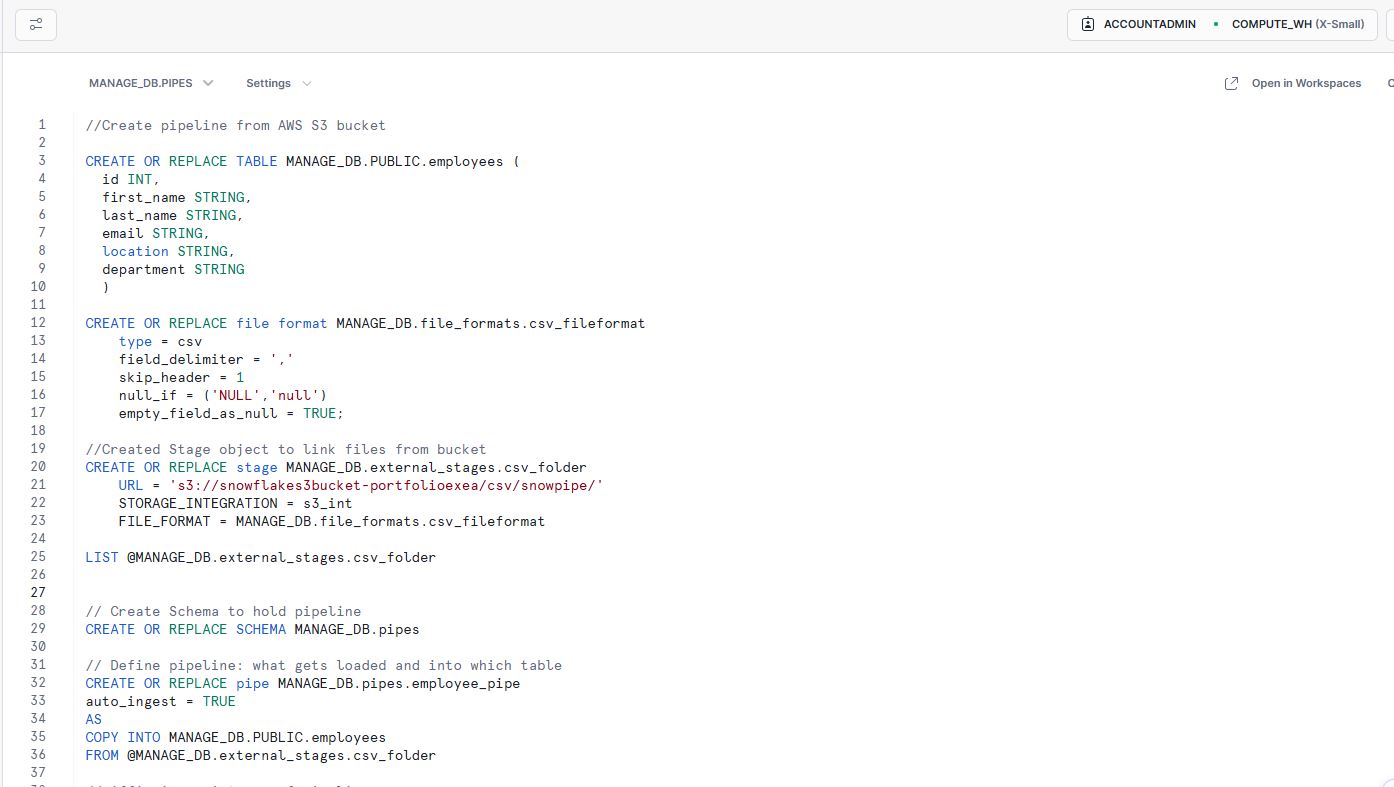 ACCOUNTADMIN COMPUTE_WH (X-Small)
MANAGE_DB.PIPES Settings Open in Workspaces
1 //Create pipeline from AWS S3 bucket
2
3 CREATE OR REPLACE TABLE MANAGE_DB.PUBLIC.employees (
4 id INT,
5 first_name STRING,
6 last_name STRING,
7 email STRING,
8 location STRING,
9 department STRING
10 )
11
12 CREATE OR REPLACE file format MANAGE_DB.file_formats.csv_fileformat
13 type = csv
14 field_delimiter = ','
15 skip_header = 1
16 null_if = ('NULL','null')
17 empty_field_as_null = TRUE;
18
19 //Created Stage object to link files from bucket
20 CREATE OR REPLACE stage MANAGE_DB.external_stages.csv_folder
21 URL = 's3://snowflakes3bucket-portfolioexea/csv/snowpipe/'
22 STORAGE_INTEGRATION = s3_int
23 FILE_FORMAT = MANAGE_DB.file_formats.csv_fileformat
24
25 LIST @MANAGE_DB.external_stages.csv_folder
26
27
28 // Create Schema to hold pipeline
29 CREATE OR REPLACE SCHEMA MANAGE_DB.pipes
30
31 // Define pipeline: what gets loaded and into which table
32 CREATE OR REPLACE pipe MANAGE_DB.pipes.employee_pipe
33 auto_ingest = TRUE
34 AS
35 COPY INTO MANAGE_DB.PUBLIC.employees
36 FROM @MANAGE_DB.external_stages.csv_folder
37